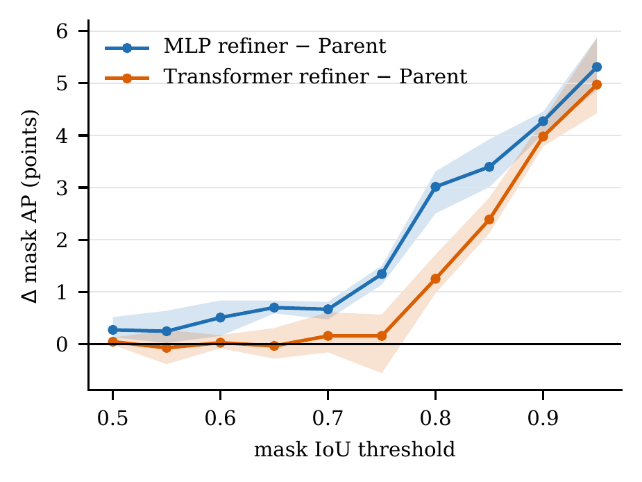 MLP refiner − Parent
Transformer refiner − Parent
Δ mask AP (points)
6
5
4
3
2
1
0
0.5 0.6 0.7 0.8 0.9
mask IoU threshold